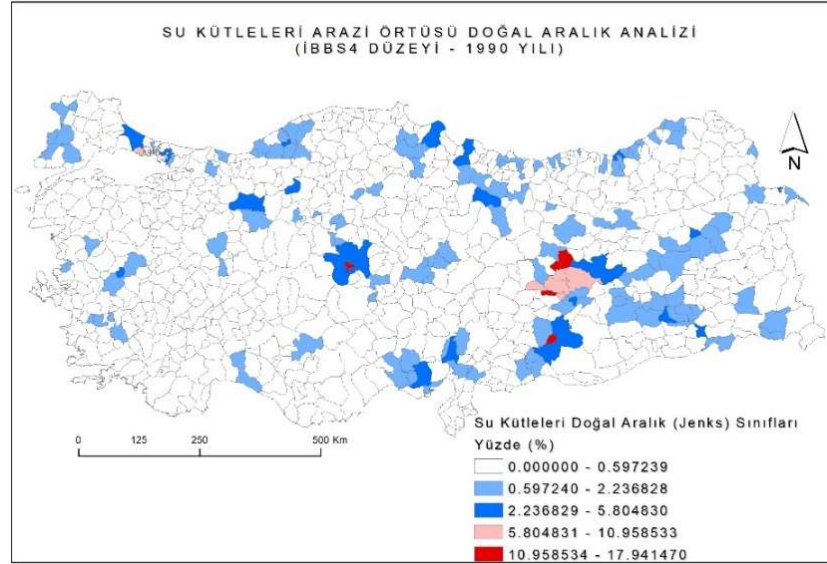 SU KÜTLELERİ ARAZİ ÖRTÜSÜ DOĞAL ARALIK ANALİZİ
(İBBS4 DÜZEYİ - 1990 YILI)
N
Su Kütleleri Doğal Aralık (Jenks) Sınıfları
Yüzde (%)
0 125 250 500 Km
0.000000 - 0.597239
0.597240 - 2.236828
2.236829 - 5.804830
5.804831 - 10.958533
10.958534 - 17.941470